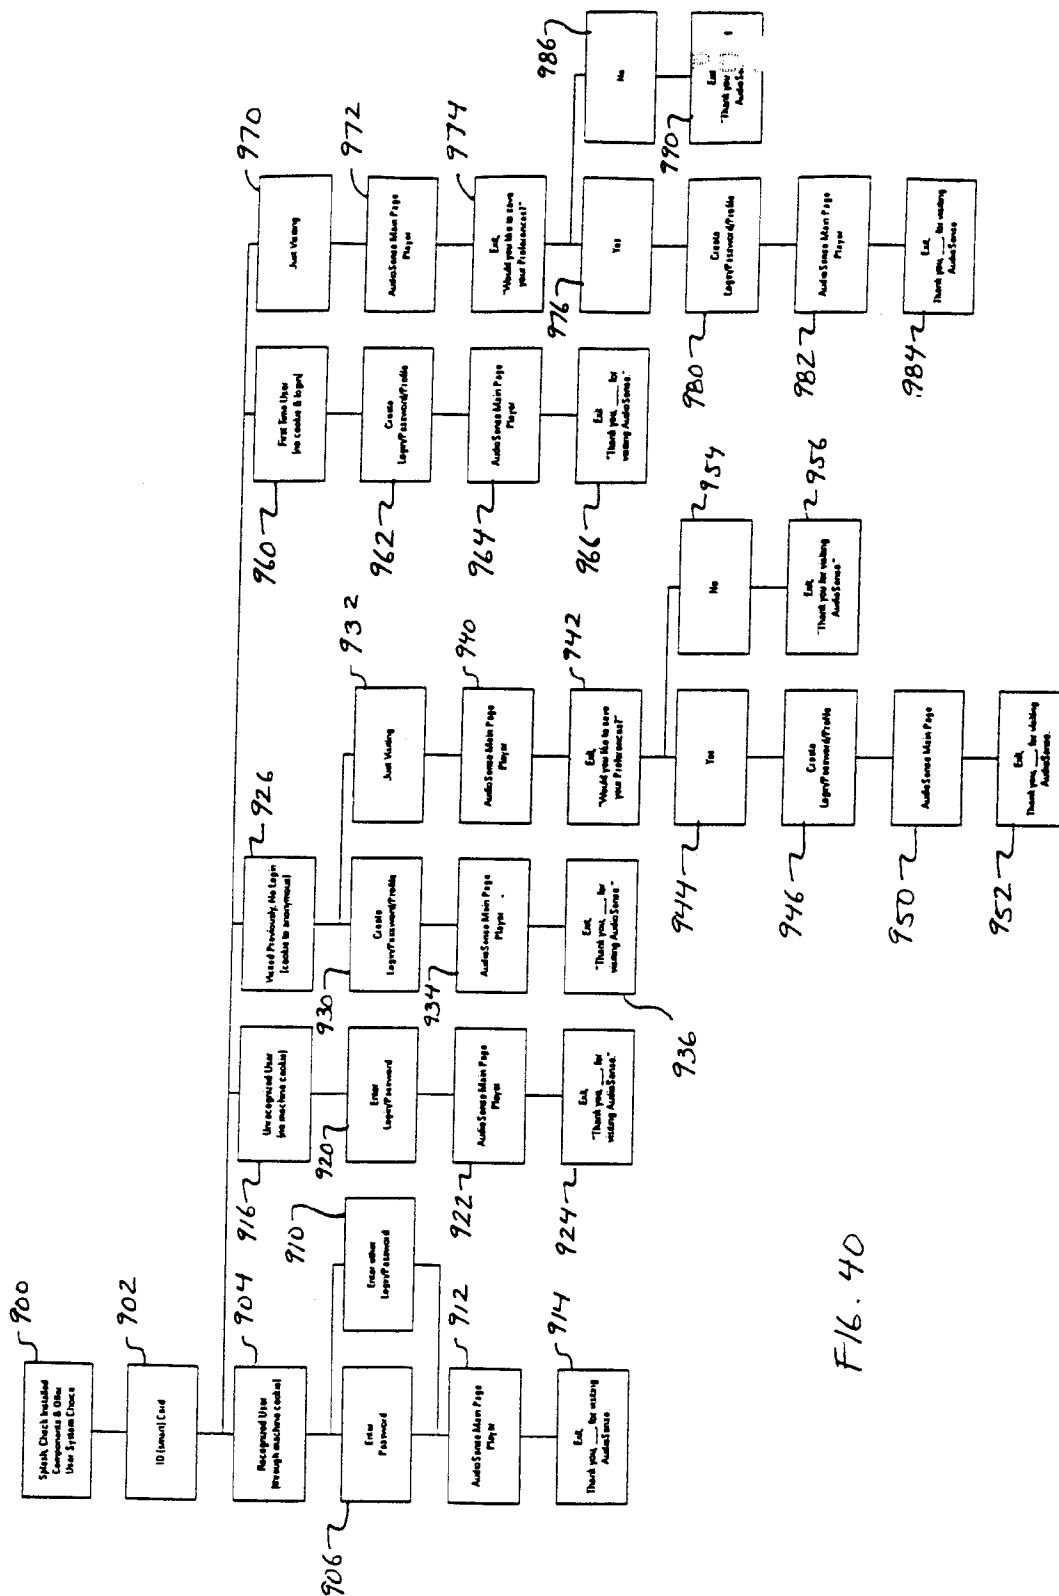 900
Splash, Check Installed
Components & Offer
User System Choice
902
ID (smart) Card
904
Recognized User
(through machine cookie)
906
Enter
Password
910
Enter other
Login/Password
912
AudioSense Main Page
Player
914
Exit,
Thank you, ___ for visiting
AudioSense
916
Unrecognized User
(no machine cookie)
920
Enter
Login/Password
922
AudioSense Main Page
Player
924
Exit,
"Thank you, ___ for
visiting AudioSense."
926
Visited Previously, No Login
(cookie to anonymous)
930
Create
Login/Password/Profile
934
AudioSense Main Page
Player
936
Exit,
"Thank you, ___ for
visiting AudioSense."
932
Just Visiting
940
AudioSense Main Page
Player
942
Exit,
"Would you like to save
your Preferences?"
944
Yes
946
Create
Login/Password/Profile
950
AudioSense Main Page
952
Exit,
Thank you, ___ for visiting
AudioSense.
954
No
956
Exit,
"Thank you for visiting
AudioSense."
960
First Time User
(no cookie & login)
962
Create
Login/Password/Profile
964
AudioSense Main Page
Player
966
Exit
"Thank you, ___ for
visiting AudioSense."
970
Just Visiting
972
AudioSense Main Page
Player
974
Exit,
"Would you like to save
your Preferences?"
976
Yes
980
Create
Login/Password/Profile
982
AudioSense Main Page
Player
984
Exit,
Thank you, ___ for visiting
AudioSense
986
No
990
Exit
"Thank you
FIG. 40